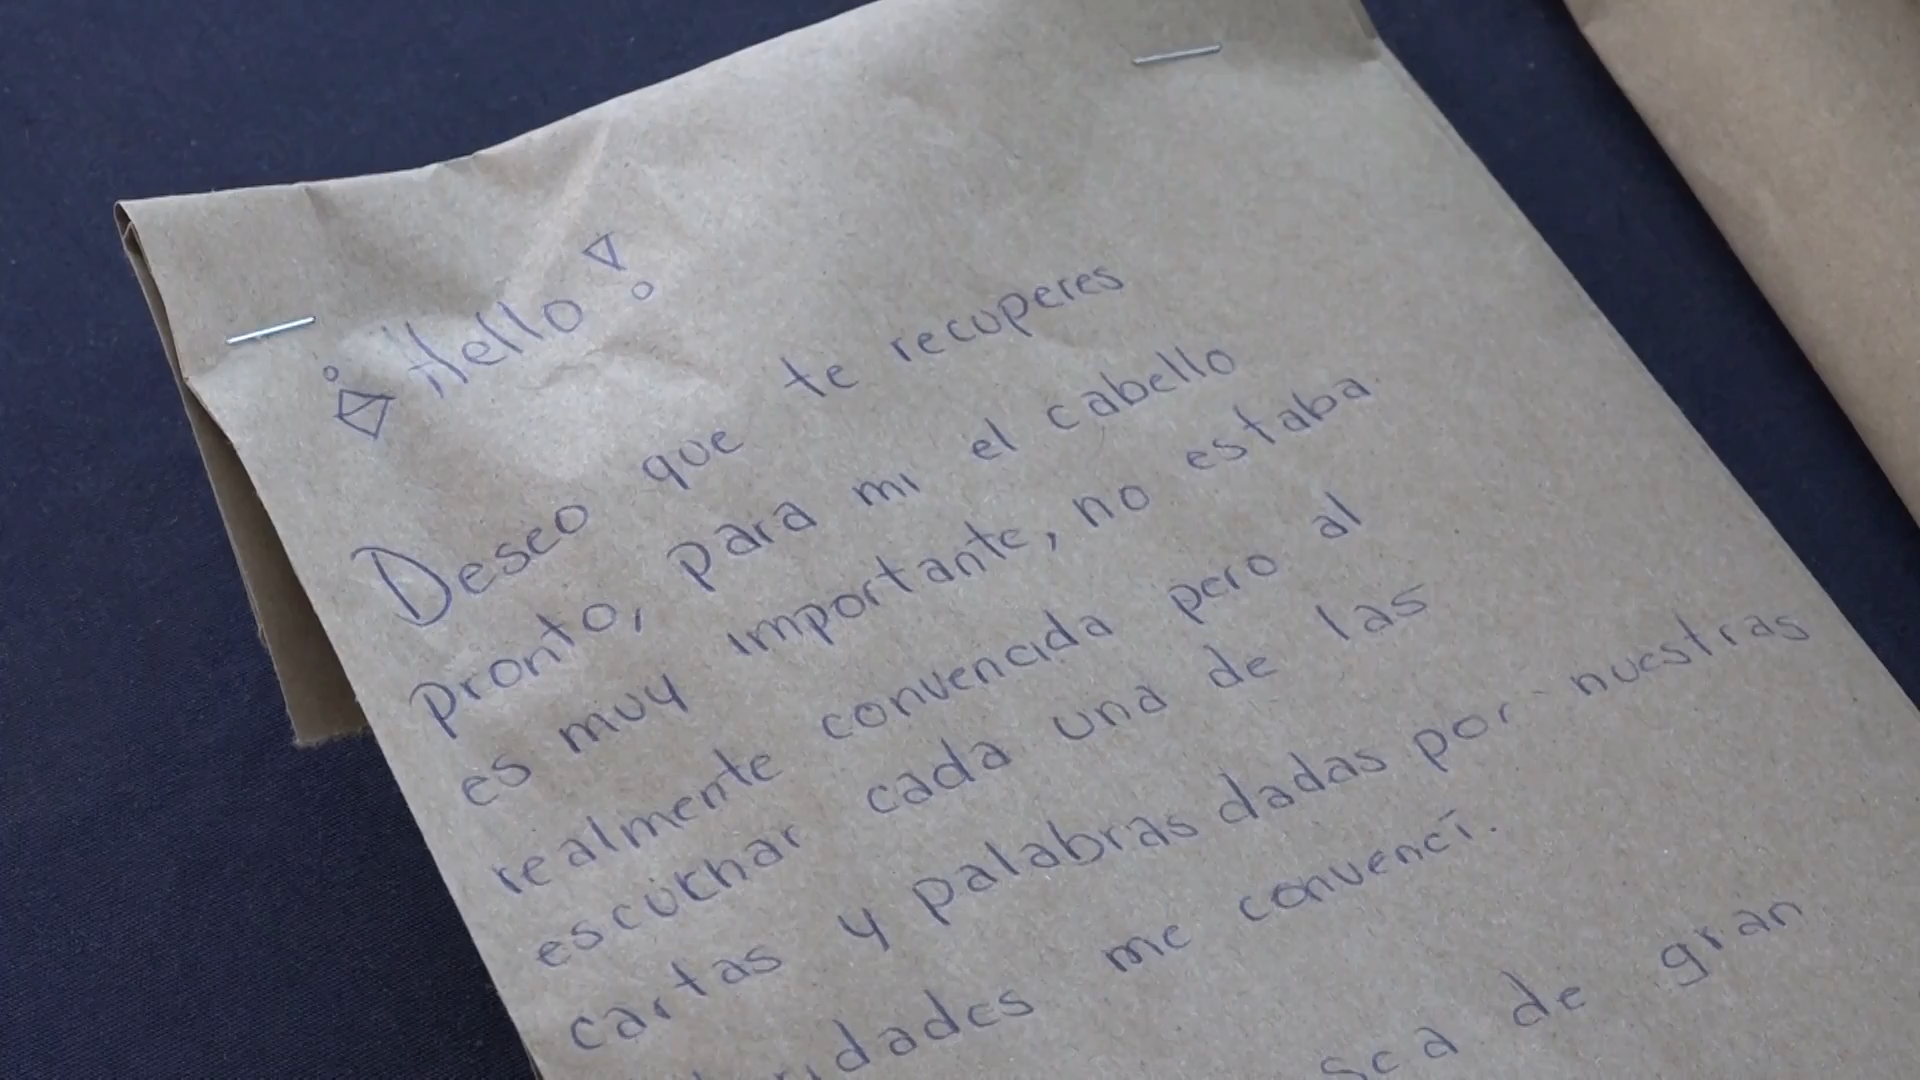 ¡Hello!
Deseo que te recuperes
pronto, para mi el cabello
es muy importante, no estaba
realmente convencida pero al
escuchar cada una de las
cartas y palabras dadas por nuestras
me convencí.
sea de gran